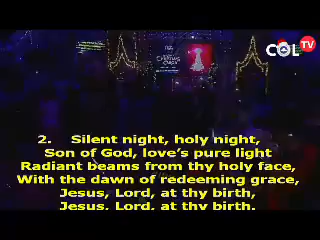 COL TV
2. Silent night, holy night,
Son of God, love's pure light
Radiant beams from thy holy face,
With the dawn of redeeming grace,
Jesus, Lord, at thy birth,
Jesus, Lord, at thy birth.